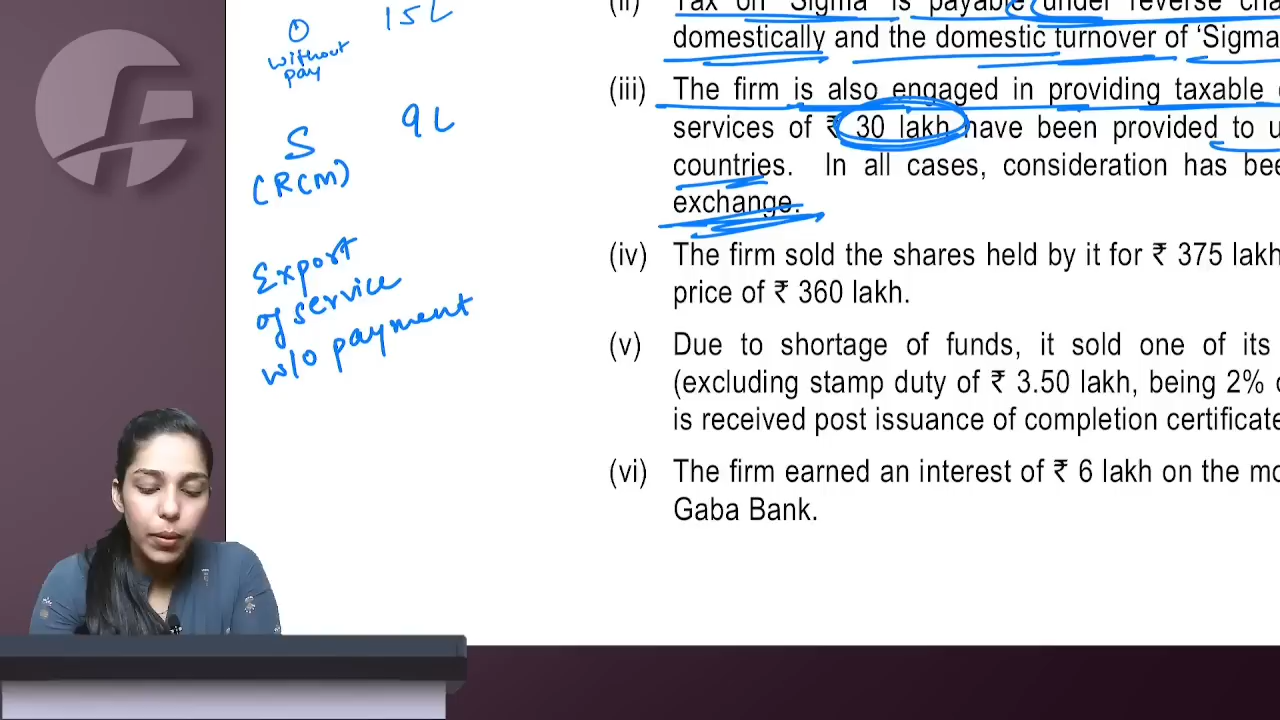 15L
without
pay
S
9L
(RCM)
Export
of service
w/o payment
(ii) Tax on 'Sigma' is payable under reverse cha
domestically and the domestic turnover of 'Sigma
(iii) The firm is also engaged in providing taxable
services of ₹ 30 lakh have been provided to u
countries. In all cases, consideration has bee
exchange.
(iv) The firm sold the shares held by it for ₹ 375 lakh
price of ₹ 360 lakh.
(v) Due to shortage of funds, it sold one of its
(excluding stamp duty of ₹ 3.50 lakh, being 2% o
is received post issuance of completion certificate
(vi) The firm earned an interest of ₹ 6 lakh on the mo
Gaba Bank.